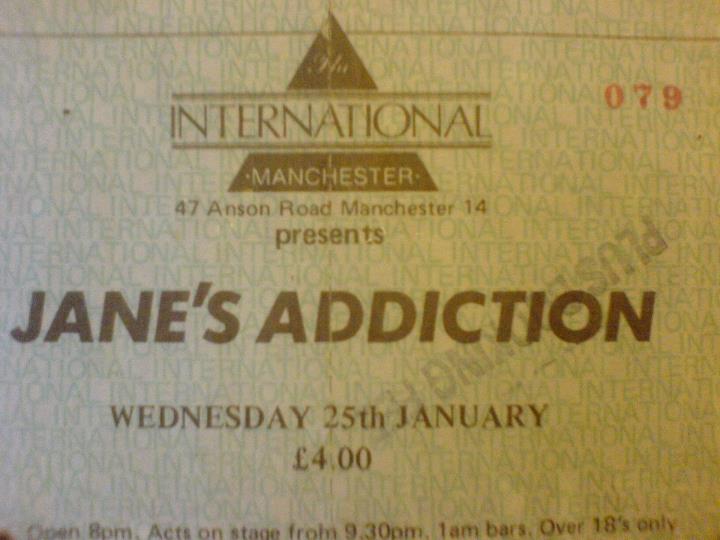 The
INTERNATIONAL
079
·MANCHESTER·
47 Anson Road Manchester 14
presents
JANE'S ADDICTION
WEDNESDAY 25th JANUARY
£4.00
Open 8pm. Acts on stage from 9.30pm. 1am bars. Over 18's only